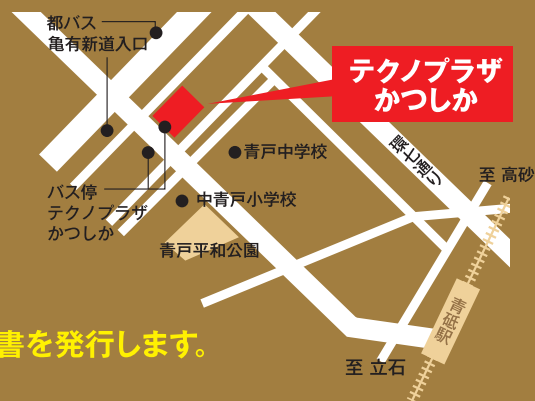 都バス
亀有新道入口
テクノプラザ
かつしか
環七通り
青戸中学校
至 高砂
バス停
テクノプラザ
かつしか
中青戸小学校
青戸平和公園
青砥駅
書を発行します。
至 立石